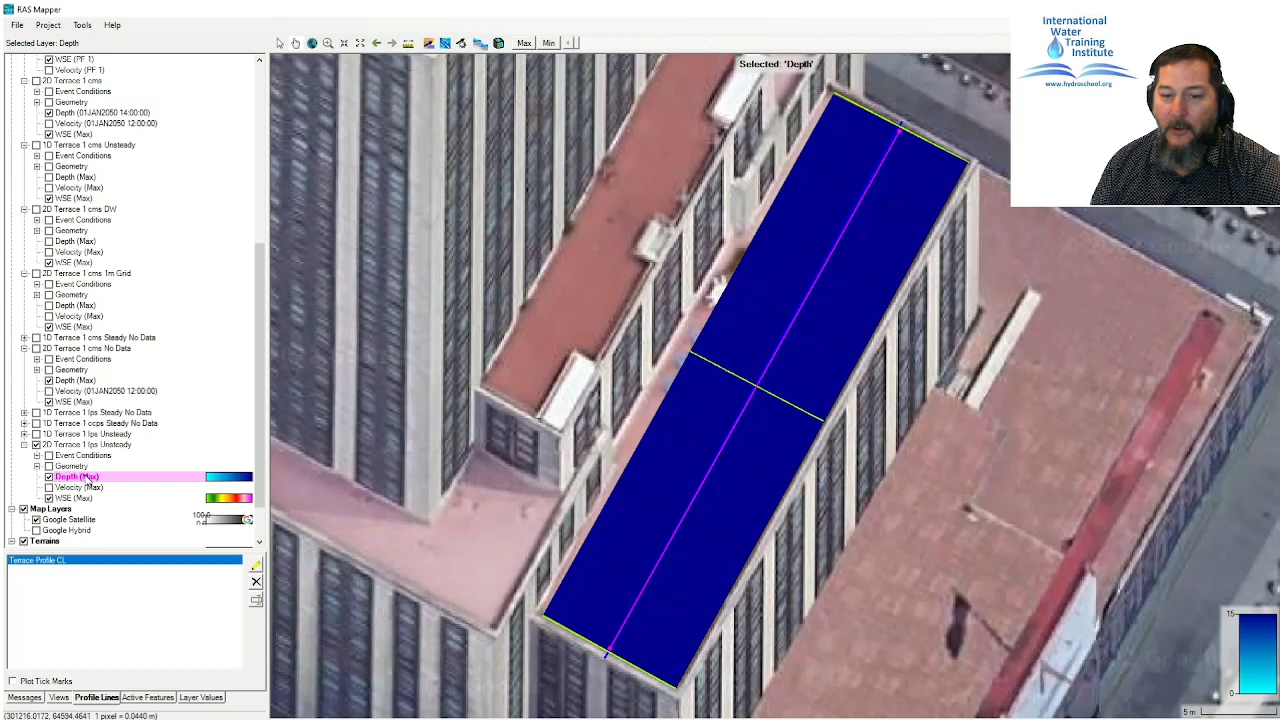 RAS Mapper
File Project Tools Help
Selected Layer: Depth
Max Min
WSE (PF 1)
Velocity (PF 1)
2D Terrace 1 cms
Event Conditions
Geometry
Depth (01JAN2050 14:00:00)
Velocity (01JAN2050 12:00:00)
WSE (Max)
1D Terrace 1 cms Unsteady
Event Conditions
Geometry
Depth (Max)
Velocity (Max)
WSE (Max)
2D Terrace 1 cms DW
Event Conditions
Geometry
Depth (Max)
Velocity (Max)
WSE (Max)
2D Terrace 1 cms 1m Grid
Event Conditions
Geometry
Depth (Max)
Velocity (Max)
WSE (Max)
1D Terrace 1 cms Steady No Data
2D Terrace 1 cms No Data
Event Conditions
Geometry
Depth (Max)
Velocity (01JAN2050 12:00:00)
WSE (Max)
1D Terrace 1 lps Steady No Data
1D Terrace 1 ccps Steady No Data
1D Terrace 1 lps Unsteady
2D Terrace 1 lps Unsteady
Event Conditions
Geometry
Depth (Max)
Velocity (Max)
WSE (Max)
Map Layers
Google Satellite
Google Hybrid
Terrains
Terrace Profile CL
Plot Tick Marks
Messages Views Profile Lines Active Features Layer Values
(301216.0172, 64594.4641 1 pixel = 0.0440 m)
Selected: 'Depth'
International
Water
Training
Institute
www.hydroschool.org
15
0
5 m